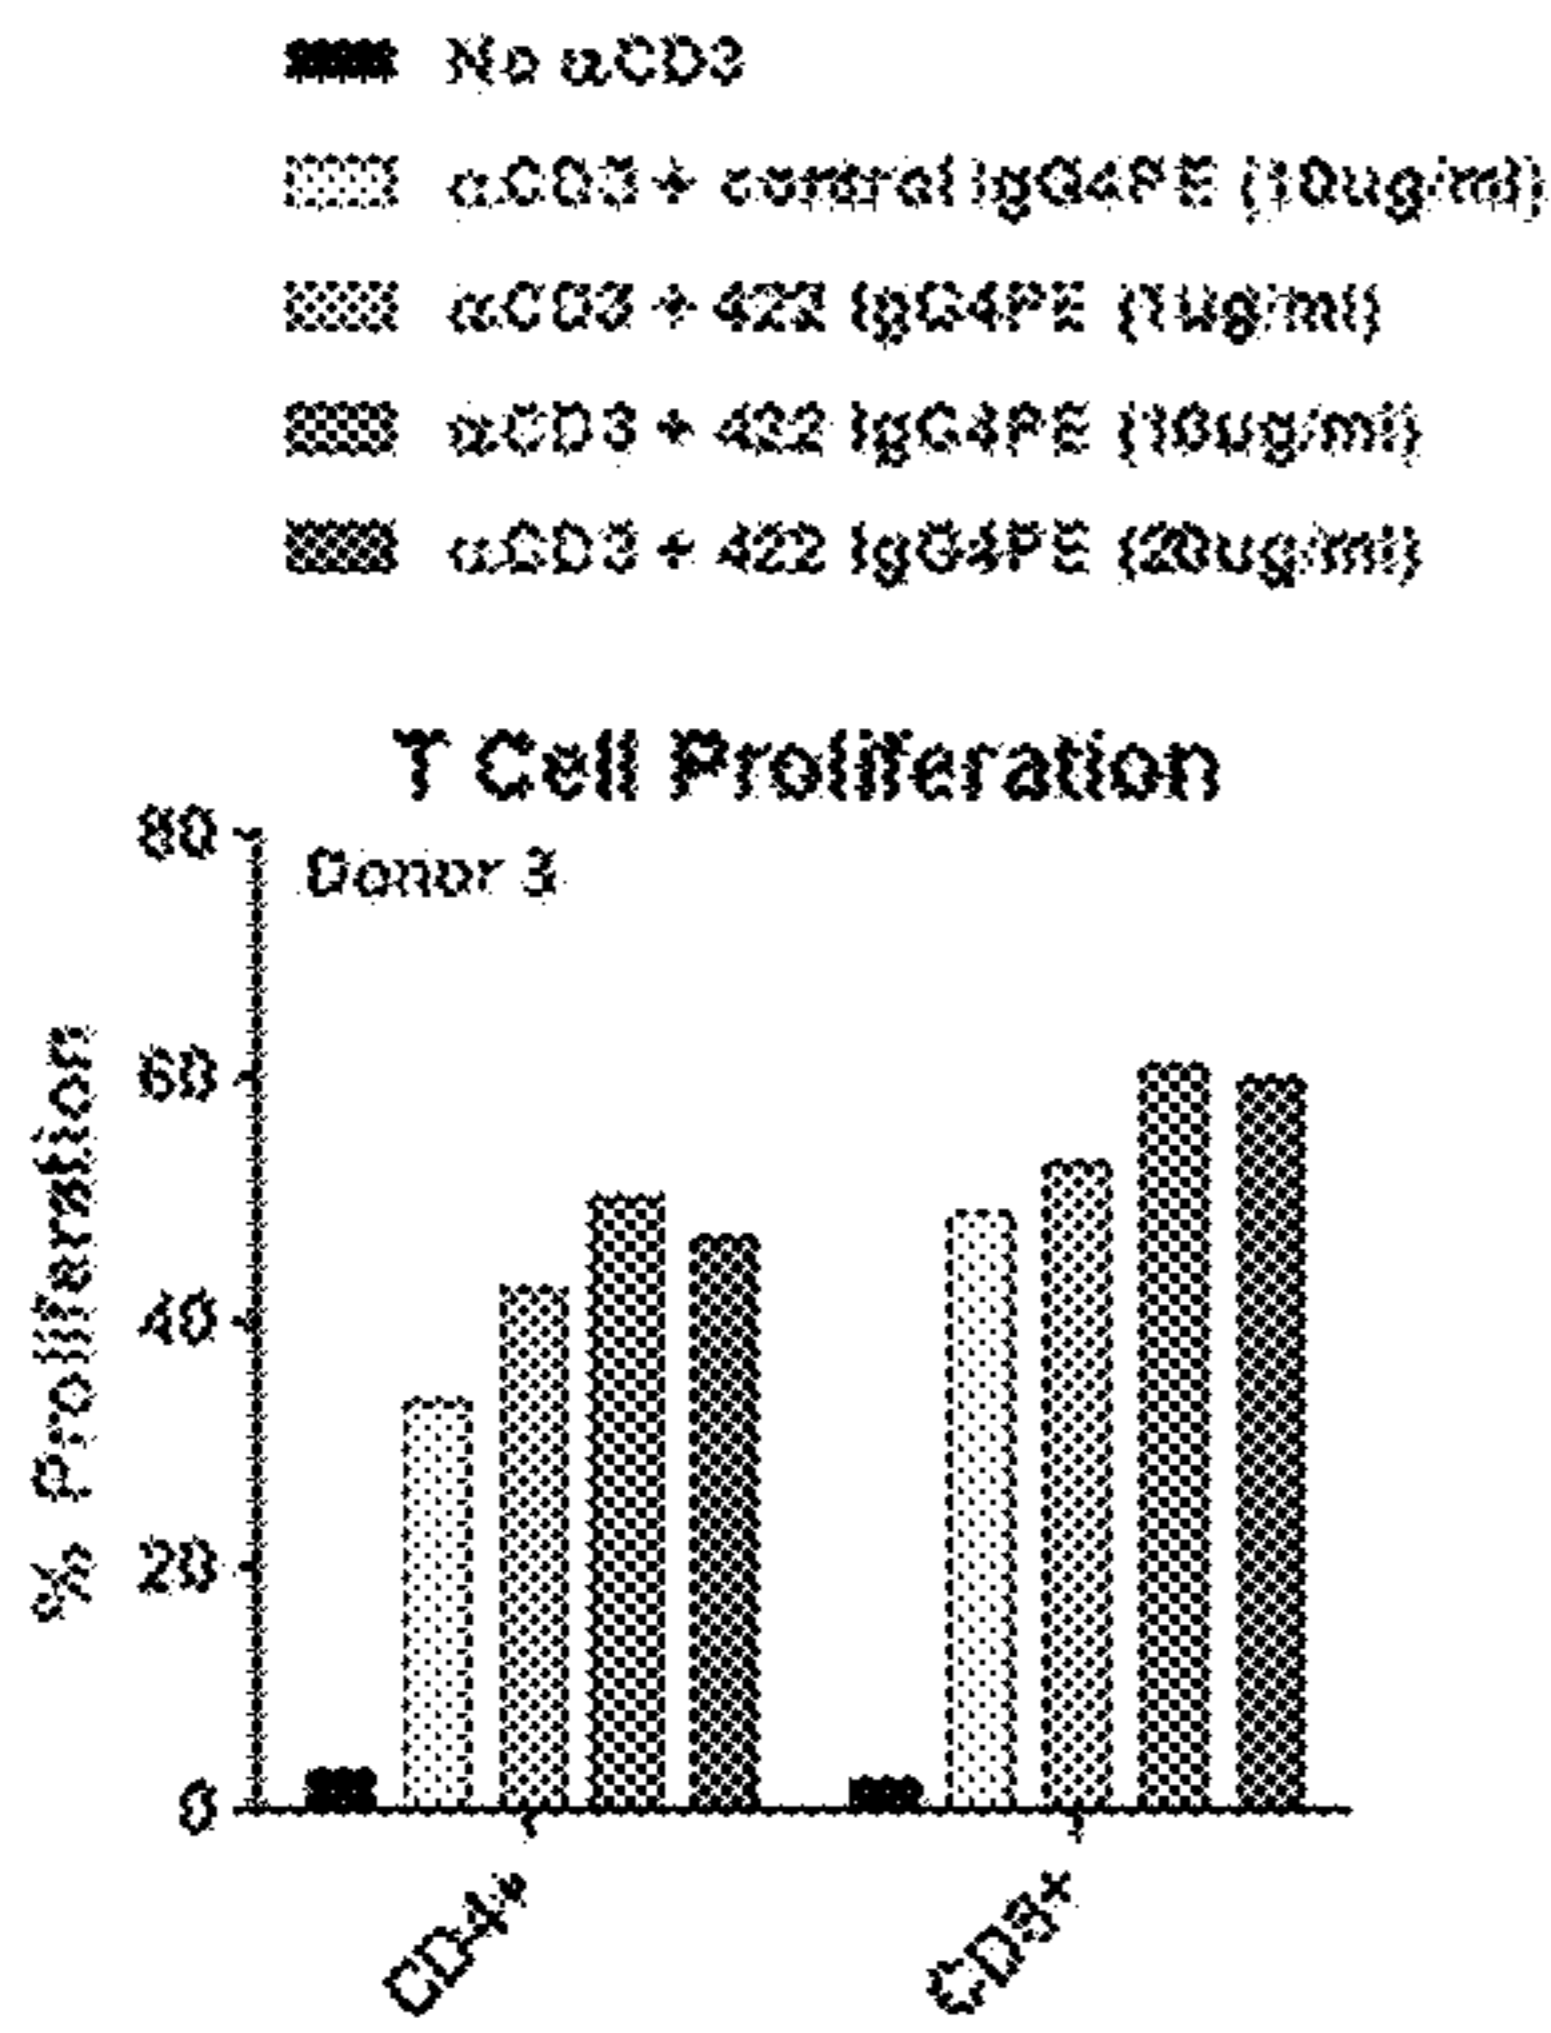 No αCD3
αCD3 + control IgG4PE (10ug/ml)
αCD3 + 422 IgG4PE (1ug/ml)
αCD3 + 422 IgG4PE (10ug/ml)
αCD3 + 422 IgG4PE (20ug/ml)
T Cell Proliferation
Donor 3
% Proliferation
80
60
40
20
0
CD4+
CD8+